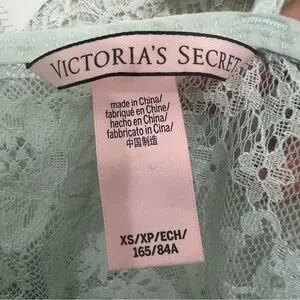 VICTORIA'S SECRET
made in China/
fabriqué en Chine/
hecho en China/
fabbricato in Cina/
中国制造
XS/XP/ECH/
165/84A